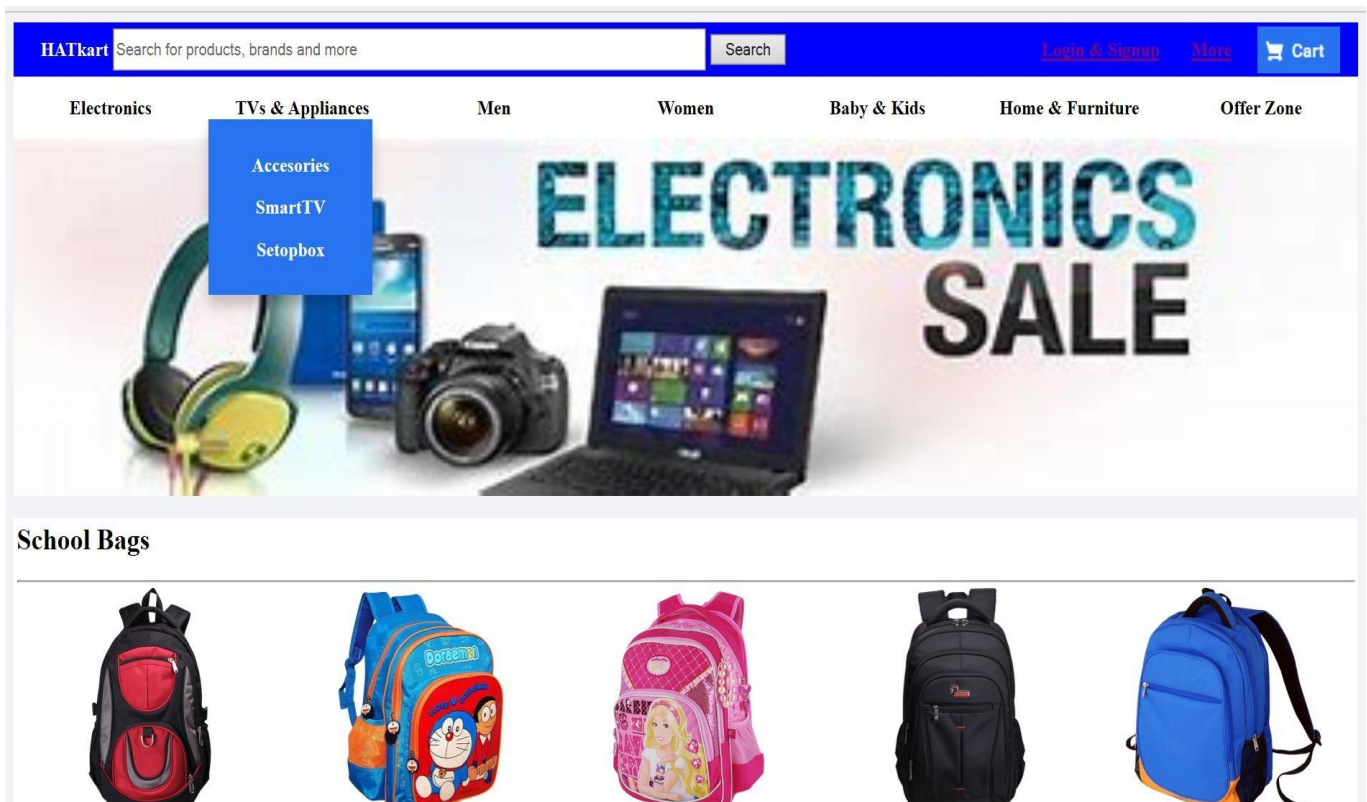 HATkart Search for products, brands and more Search Login & Signup More Cart
Electronics TVs & Appliances Men Women Baby & Kids Home & Furniture Offer Zone
Accesories
SmartTV
Setopbox
ELECTRONICS
SALE
School Bags
Doraemon